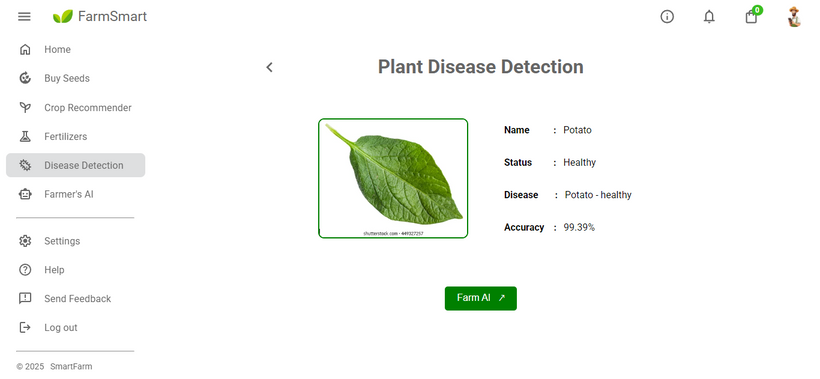 FarmSmart
0
Home
Buy Seeds
Crop Recommender
Fertilizers
Disease Detection
Farmer's AI
Settings
Help
Send Feedback
Log out
© 2025 SmartFarm
Plant Disease Detection
shutterstock.com · 449327257
Name : Potato
Status : Healthy
Disease : Potato - healthy
Accuracy : 99.39%
Farm AI ↗